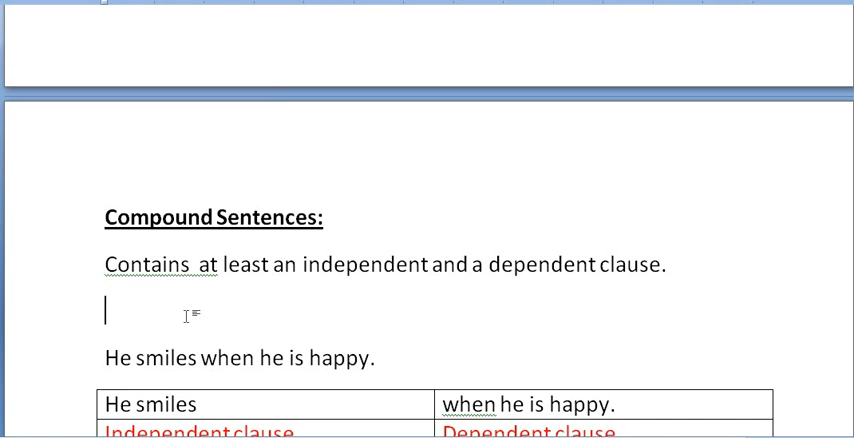 Compound Sentences:
Contains at least an independent and a dependent clause.
He smiles when he is happy.
He smiles when he is happy.
Independent clause Dependent clause